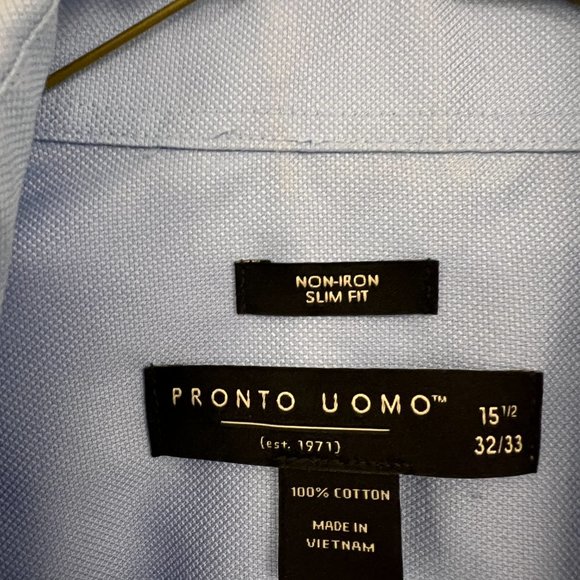 NON-IRON
SLIM FIT
PRONTO UOMO™
15 1/2
(est. 1971)
32/33
100% COTTON
MADE IN
VIETNAM